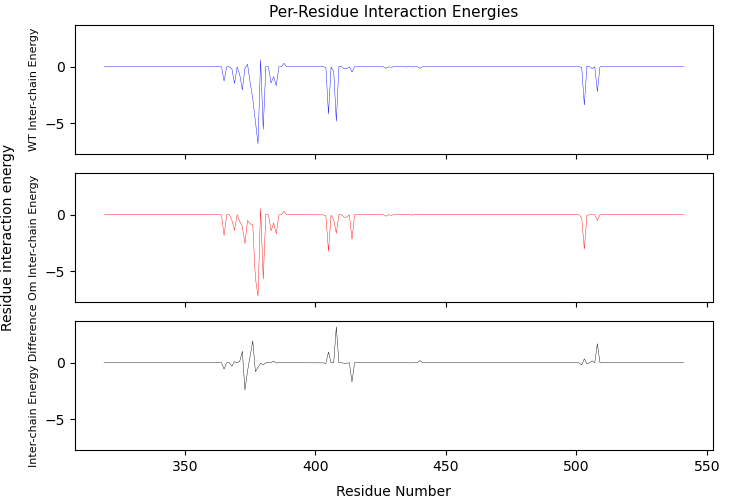 Per-Residue Interaction Energies
Residue interaction energy
WT Inter-chain Energy
0
−5
Om Inter-chain Energy
0
−5
Inter-chain Energy Difference
0
−5
350
400
450
500
550
Residue Number